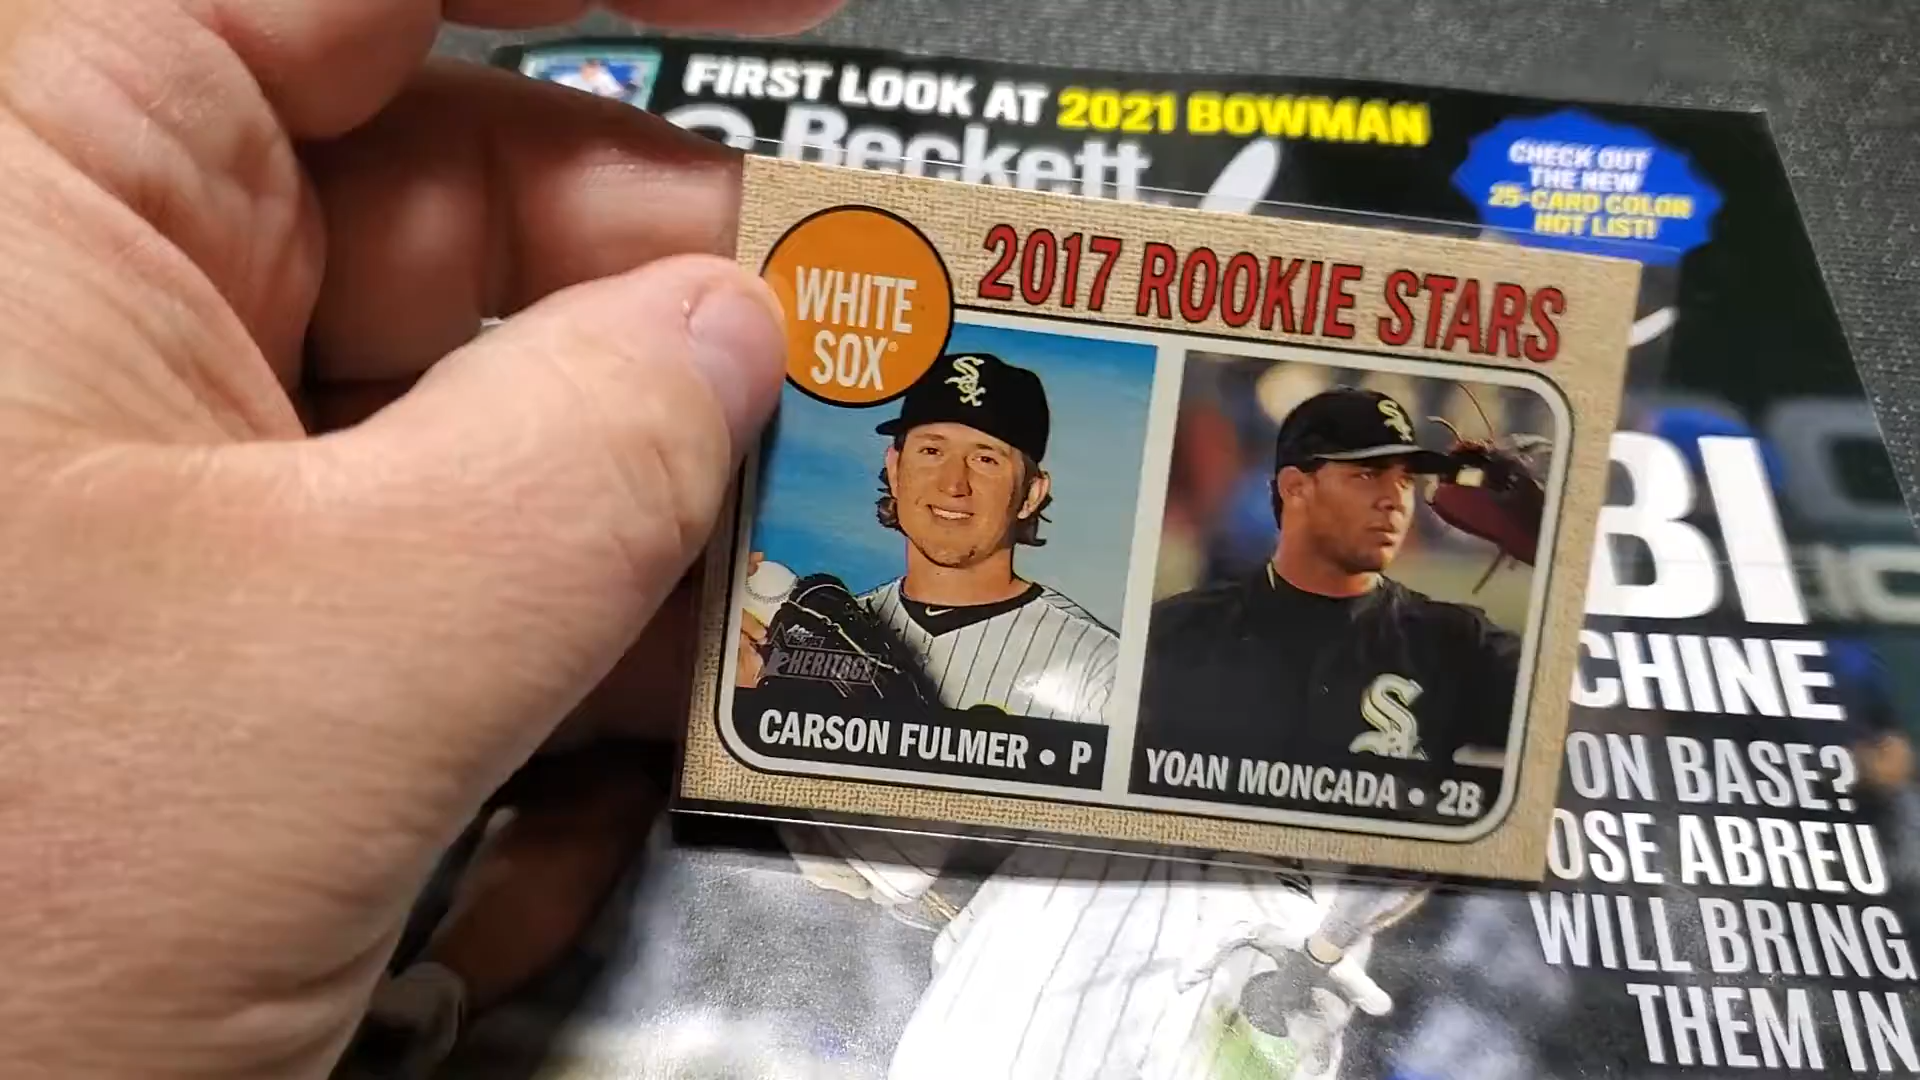 FIRST LOOK AT 2021 BOWMAN
Beckett
CHECK OUT
THE NEW
25-CARD COLOR
HOT LIST!
WHITE
SOX
2017 ROOKIE STARS
Topps
HERITAGE
CARSON FULMER • P
YOAN MONCADA • 2B
BI
CHINE
ON BASE?
OSE ABREU
WILL BRING
THEM IN